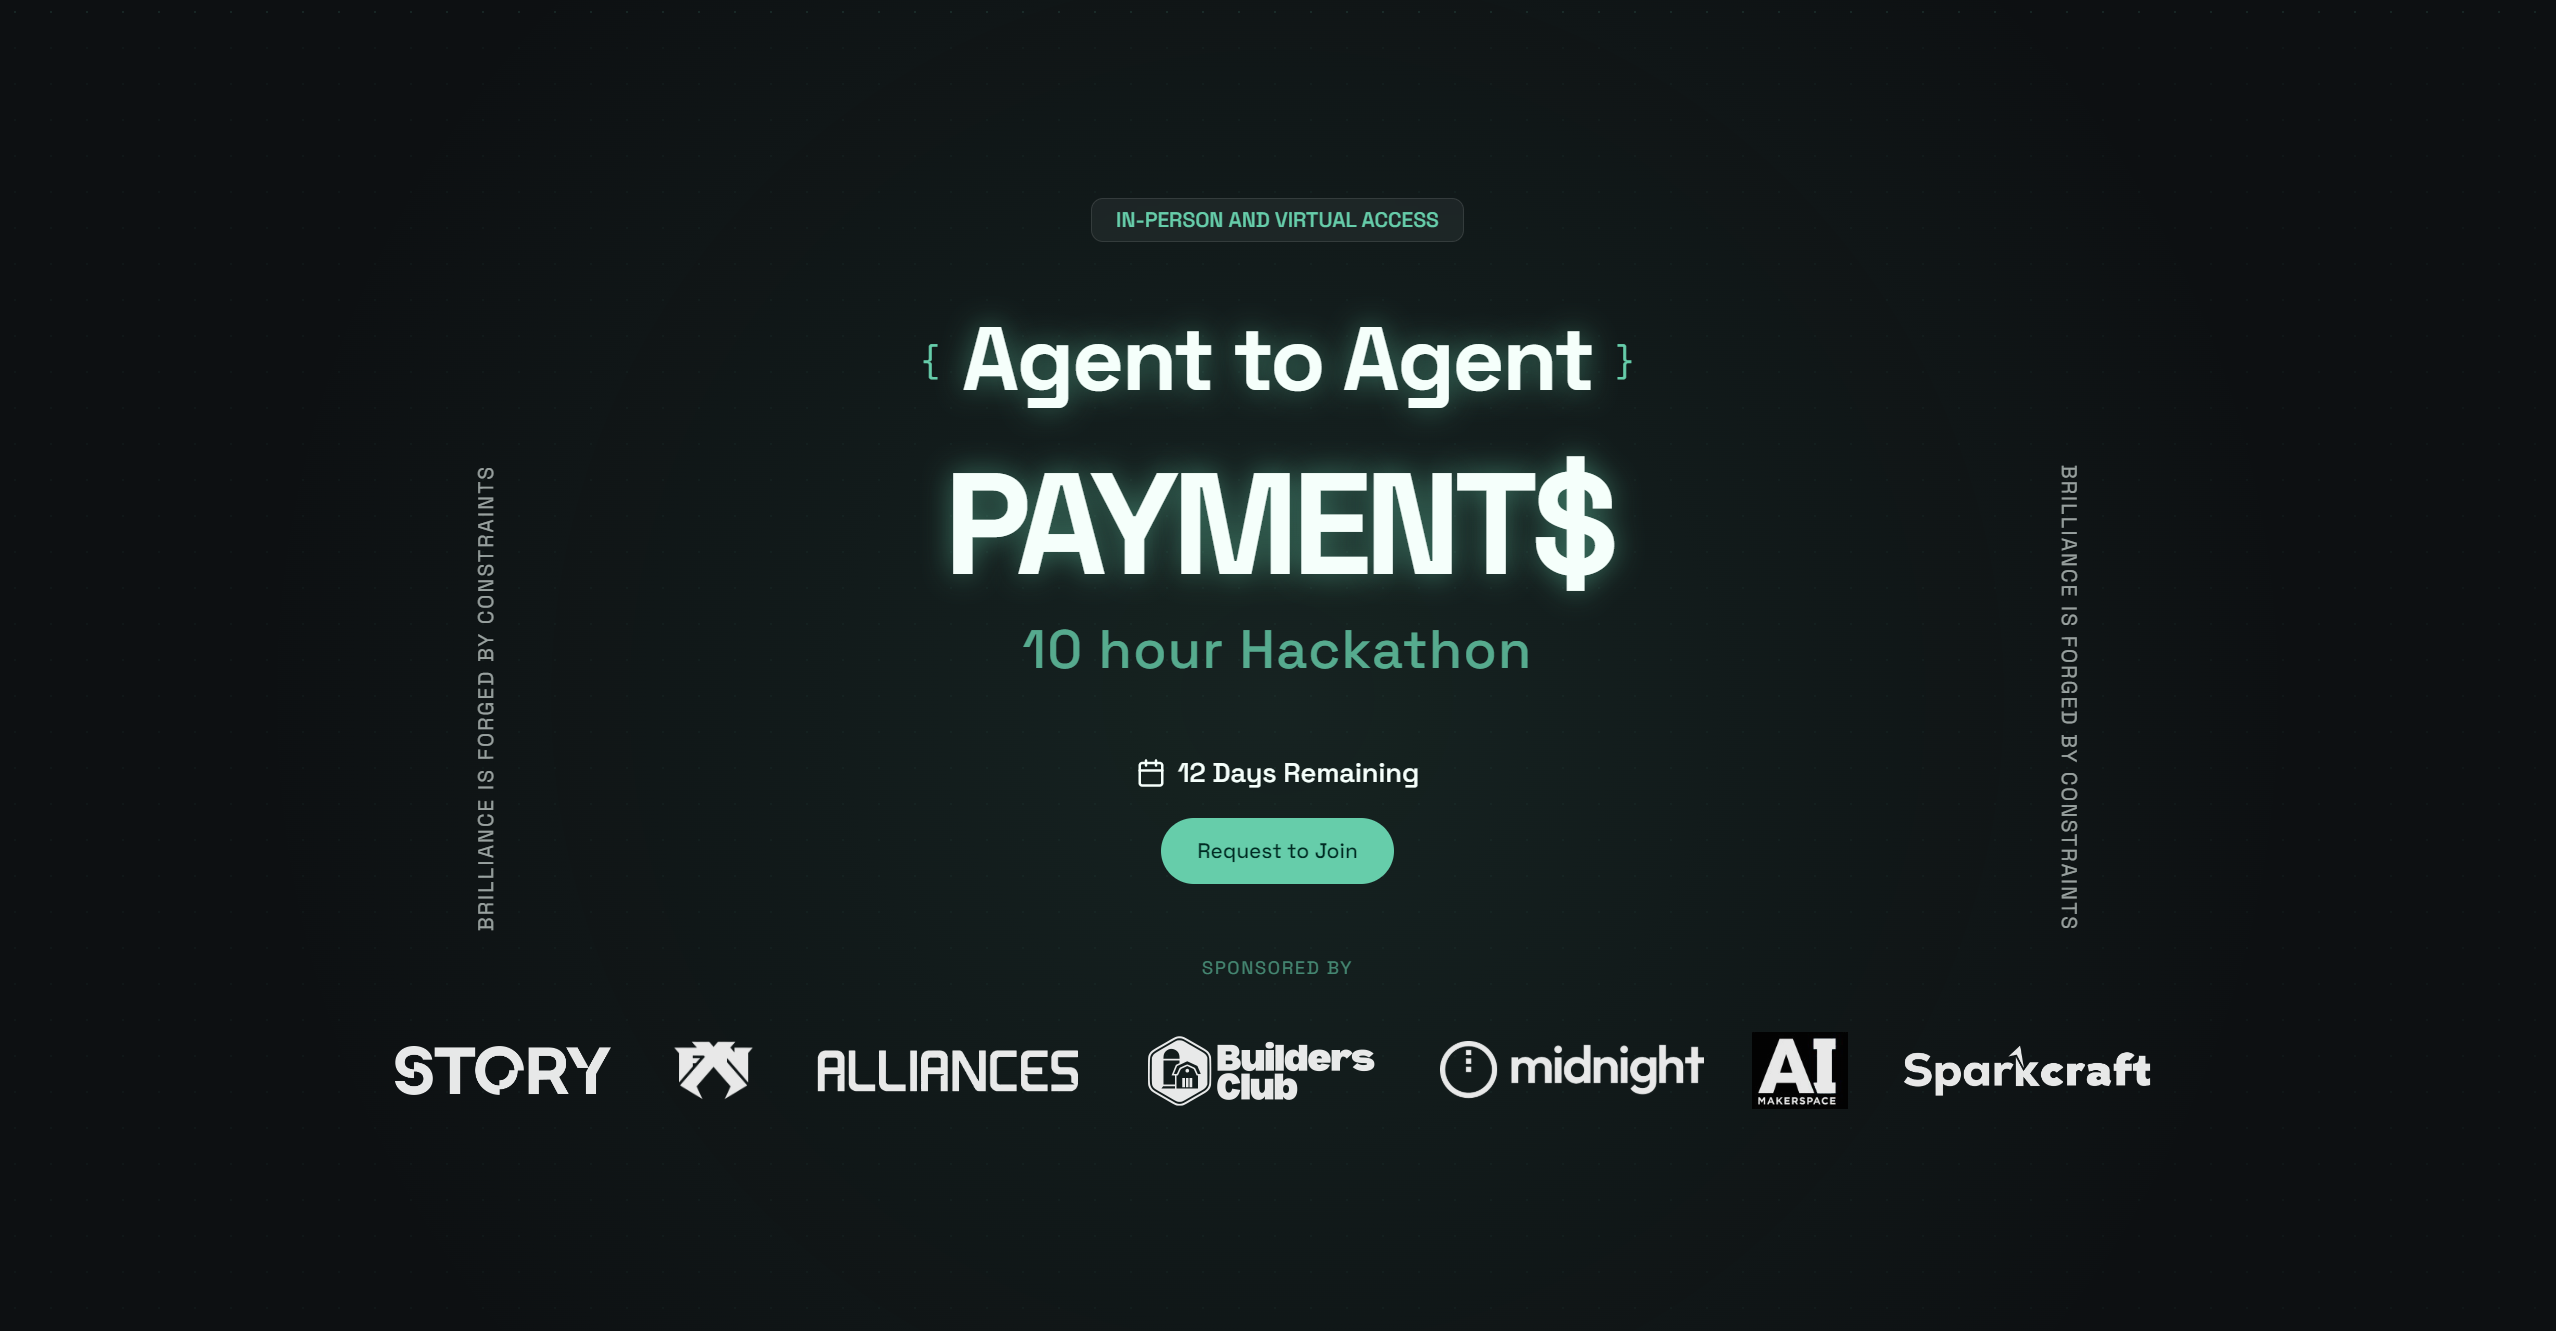 IN-PERSON AND VIRTUAL ACCESS
{ Agent to Agent }
PAYMENT$
10 hour Hackathon
BRILLIANCE IS FORGED BY CONSTRAINTS
BRILLIANCE IS FORGED BY CONSTRAINTS
12 Days Remaining
Request to Join
SPONSORED BY
STORY
ALLIANCES
Builders
Club
midnight
AI
MAKERSPACE
Sparkcraft